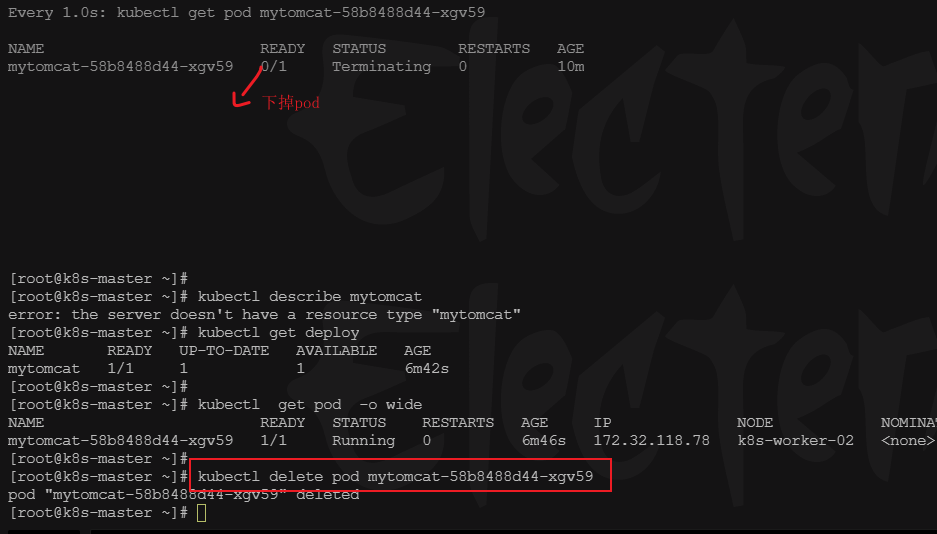 Every 1.0s: kubectl get pod mytomcat-58b8488d44-xgv59
NAME READY STATUS RESTARTS AGE
mytomcat-58b8488d44-xgv59 0/1 Terminating 0 10m
下掉pod
Electer
[root@k8s-master ~]#
[root@k8s-master ~]# kubectl describe mytomcat
error: the server doesn't have a resource type "mytomcat"
[root@k8s-master ~]# kubectl get deploy
NAME READY UP-TO-DATE AVAILABLE AGE
mytomcat 1/1 1 1 6m42s
[root@k8s-master ~]#
[root@k8s-master ~]# kubectl  get pod  -o wide
NAME READY STATUS RESTARTS AGE IP NODE NOMINA
mytomcat-58b8488d44-xgv59 1/1 Running 0 6m46s 172.32.118.78 k8s-worker-02 <none>
[root@k8s-master ~]#
[root@k8s-master ~]# kubectl delete pod mytomcat-58b8488d44-xgv59
pod "mytomcat-58b8488d44-xgv59" deleted
[root@k8s-master ~]#
Electer